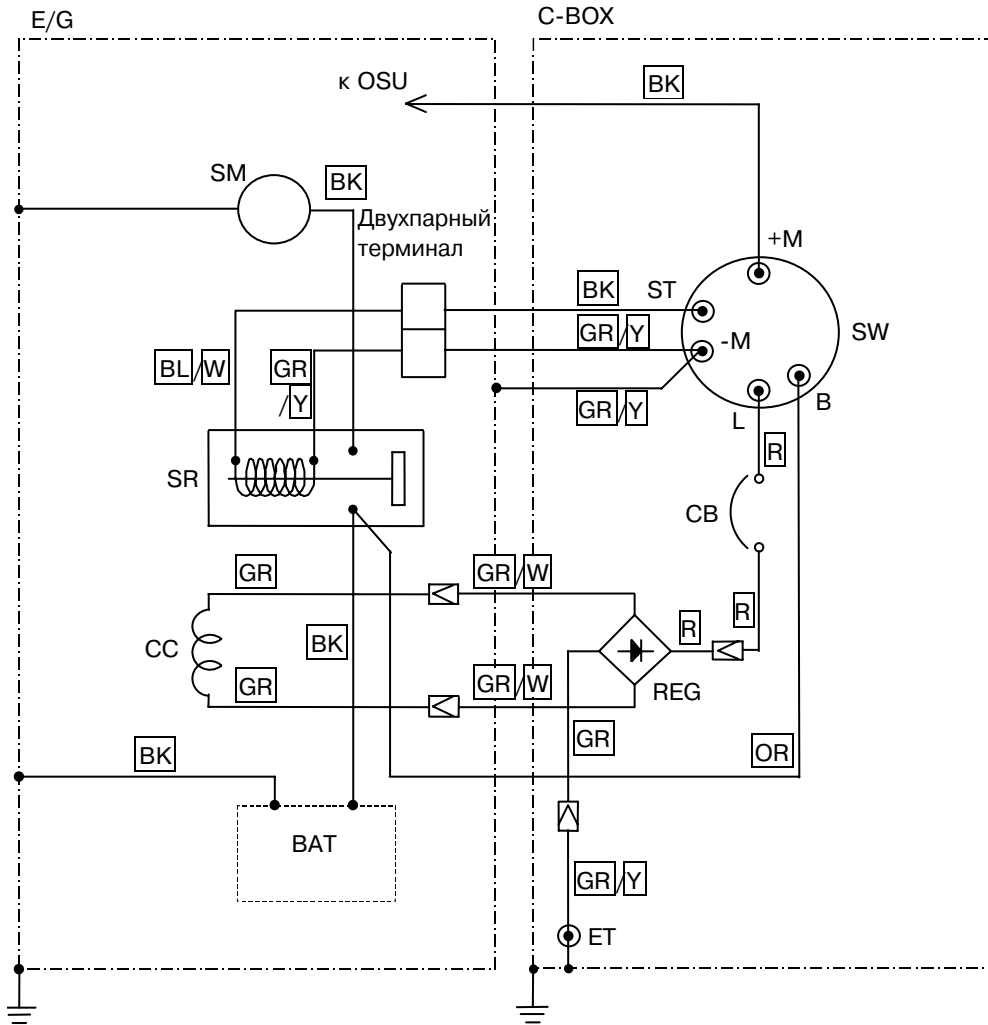 E/G
C-BOX
к OSU
BK
SM
BK
Двухпарный
терминал
+M
BK
ST
GR/Y
-M
SW
BL/W
GR
/Y
GR/Y
B
L
R
SR
CB
GR
GR/W
R
R
CC
BK
GR
GR/W
REG
GR
BK
OR
BAT
GR/Y
ET